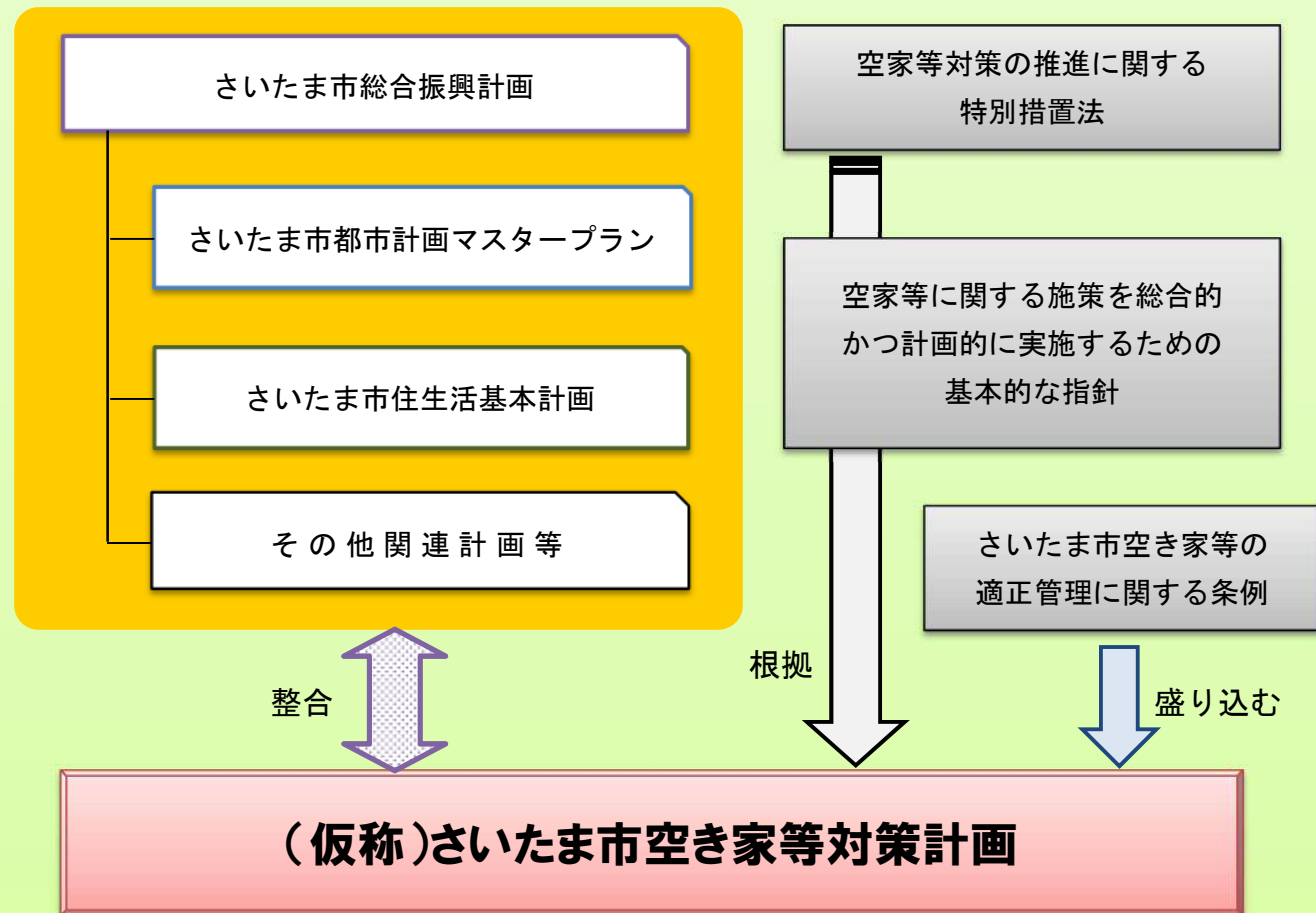 さいたま市総合振興計画
さいたま市都市計画マスタープラン
さいたま市住生活基本計画
その他関連計画等
空家等対策の推進に関する
特別措置法
空家等に関する施策を総合的
かつ計画的に実施するための
基本的な指針
さいたま市空き家等の
適正管理に関する条例
整合
根拠
盛り込む
（仮称）さいたま市空き家等対策計画